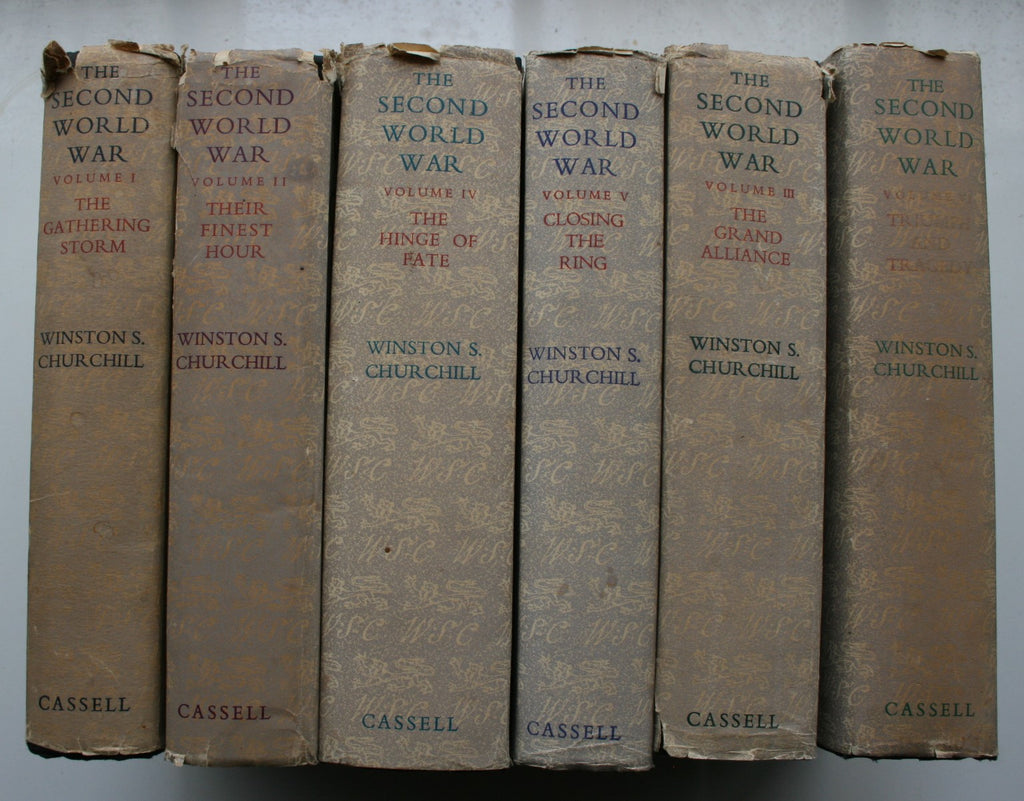 THE
SECOND
WORLD
WAR
VOLUME I
THE
GATHERING
STORM
WINSTON S.
CHURCHILL
CASSELL
THE
SECOND
WORLD
WAR
VOLUME II
THEIR
FINEST
HOUR
WINSTON S.
CHURCHILL
CASSELL
THE
SECOND
WORLD
WAR
VOLUME IV
THE
HINGE OF
FATE
WINSTON S.
CHURCHILL
CASSELL
THE
SECOND
WORLD
WAR
VOLUME V
CLOSING
THE
RING
WINSTON S.
CHURCHILL
CASSELL
THE
SECOND
WORLD
WAR
VOLUME III
THE
GRAND
ALLIANCE
WINSTON S.
CHURCHILL
CASSELL
THE
SECOND
WORLD
WAR
TRIUMPH
AND
TRAGEDY
WINSTON S.
CHURCHILL
CASSELL